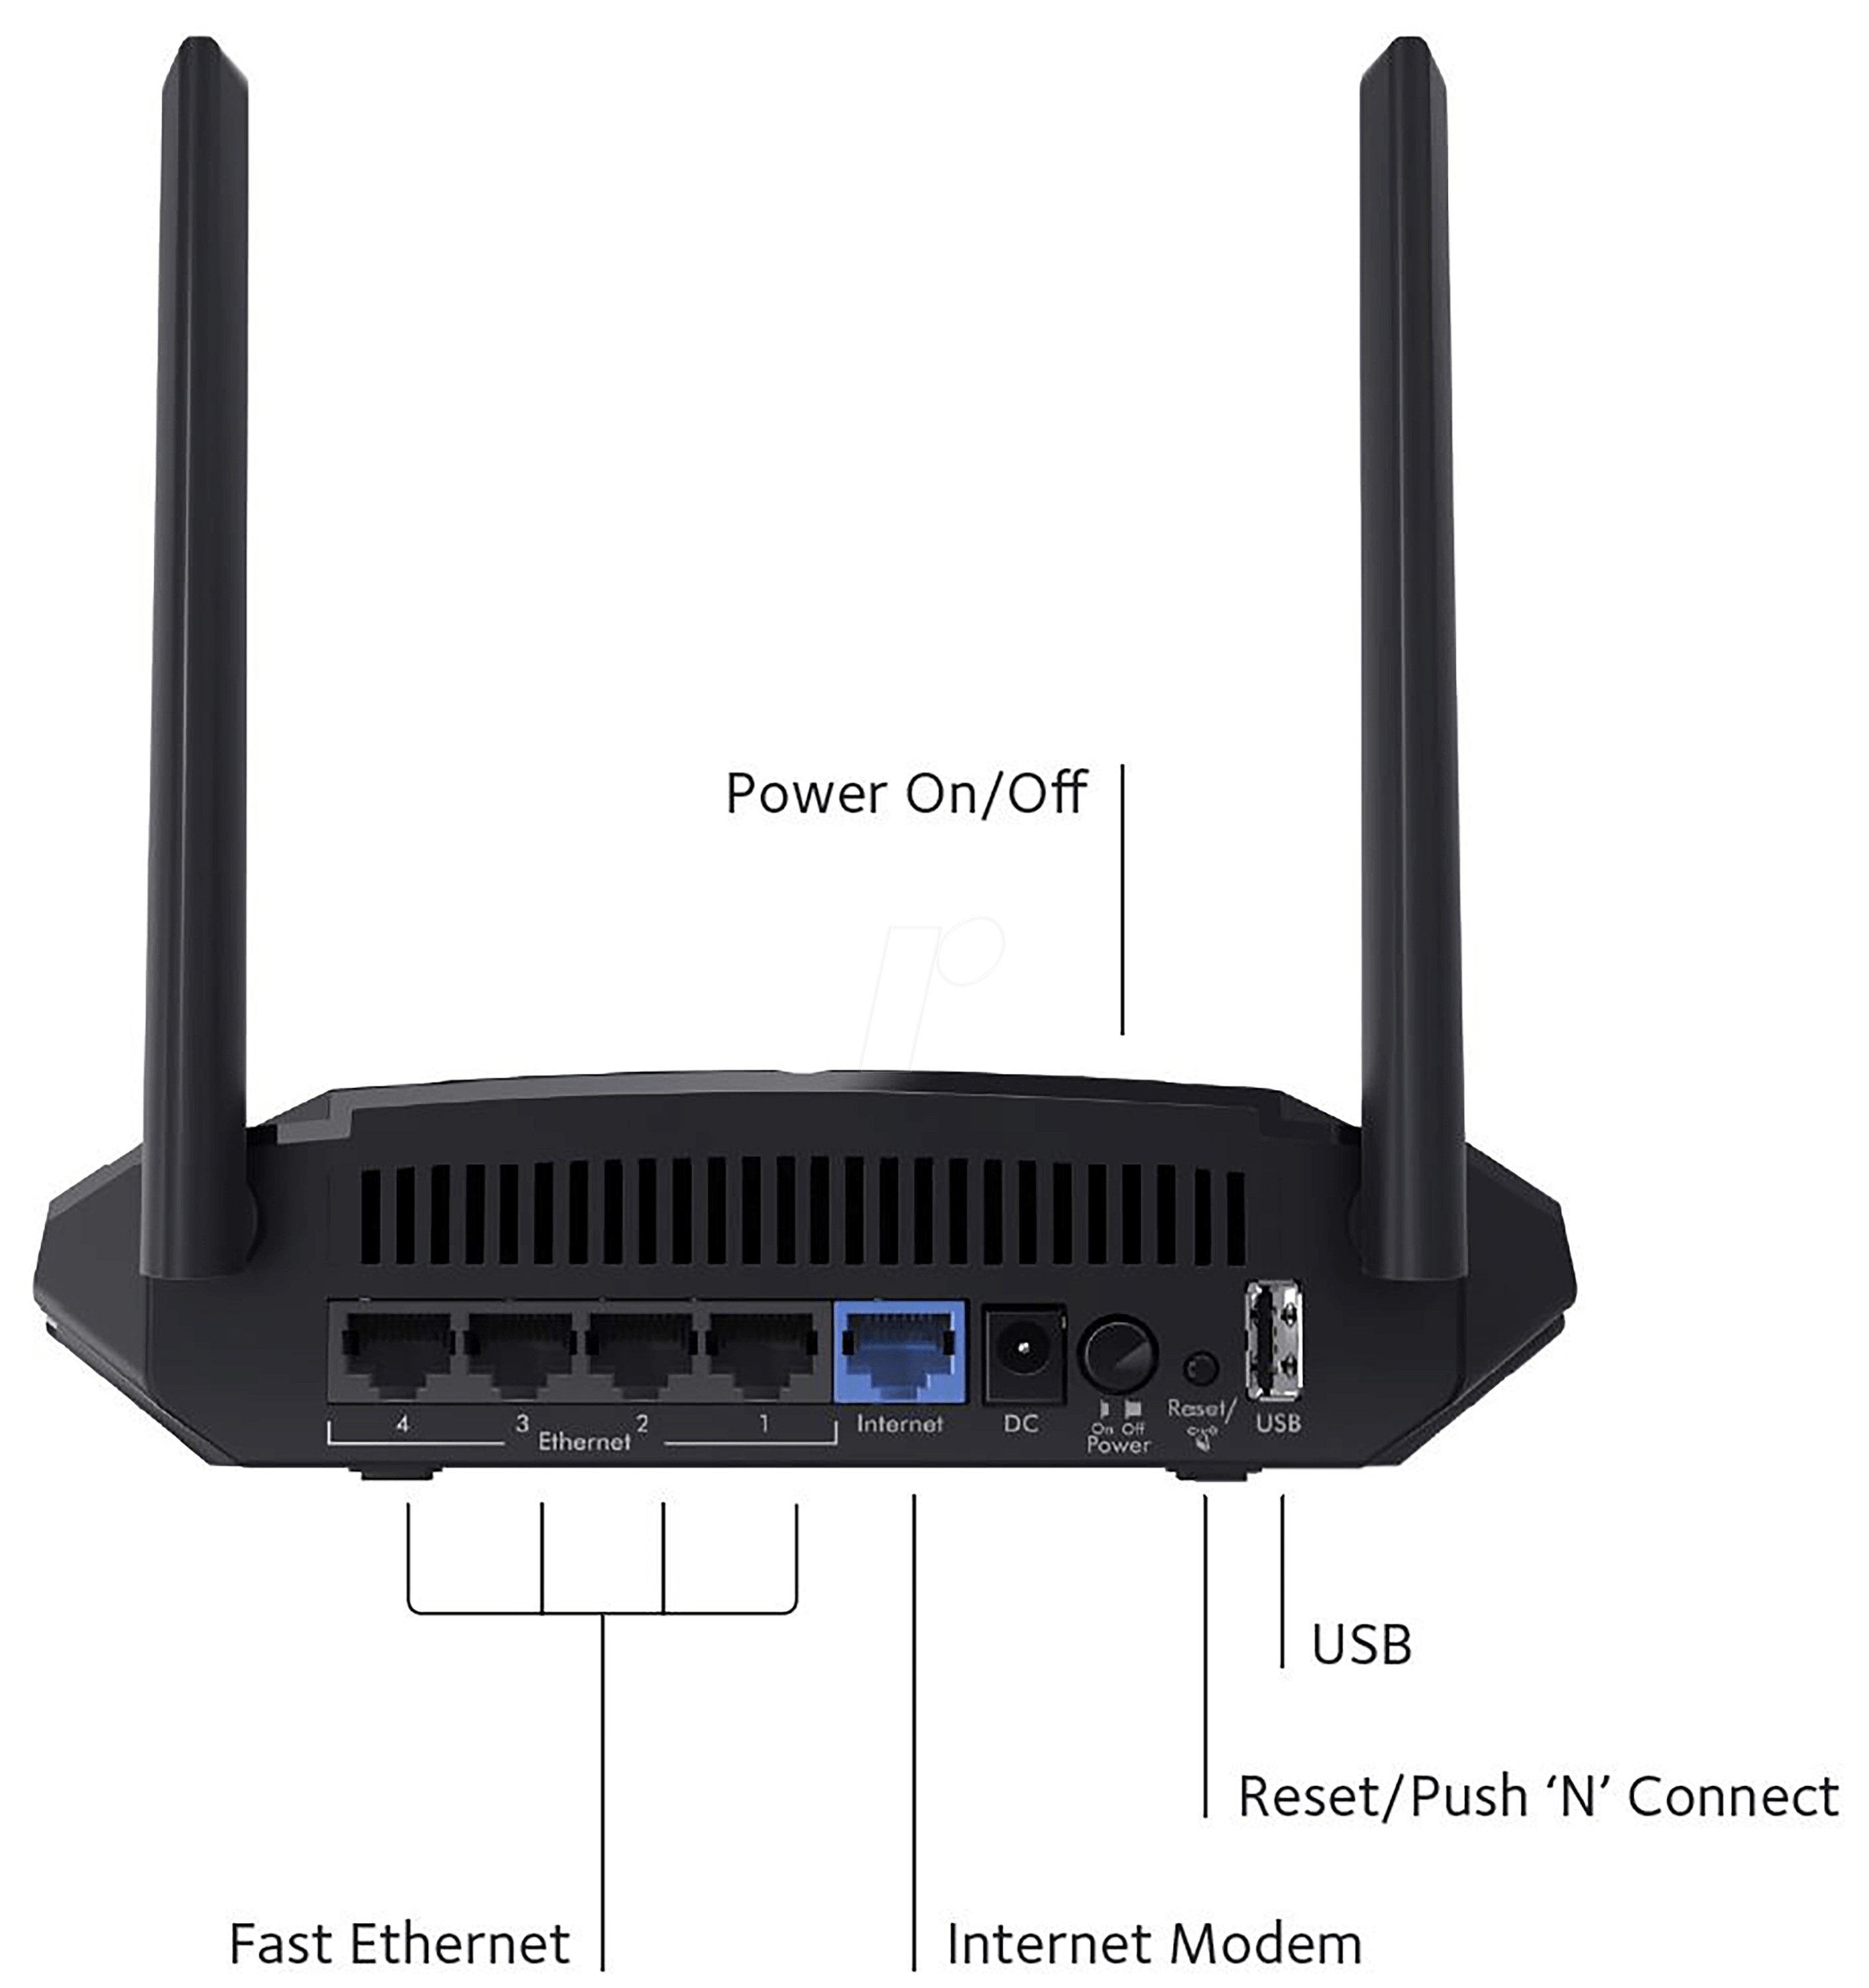 Power On/Off
r
4 3 2 1
Ethernet
Internet
DC
On Off
Power
Reset/
USB
USB
Reset/Push ‘N’ Connect
Fast Ethernet
Internet Modem